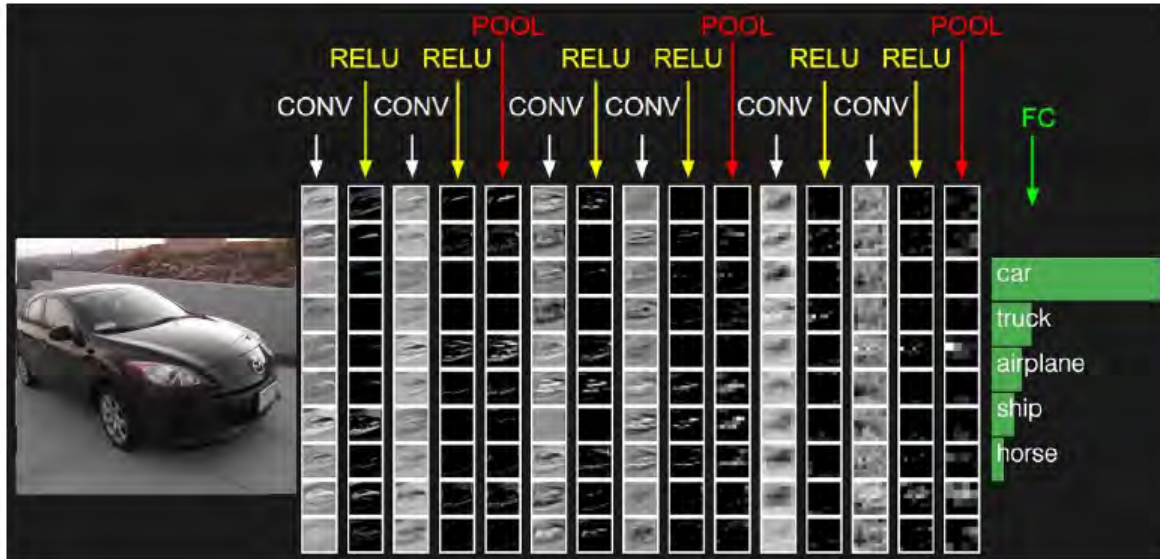 POOL POOL POOL
RELU RELU RELU RELU RELU RELU
CONV CONV CONV CONV CONV CONV
FC
car
truck
airplane
ship
horse